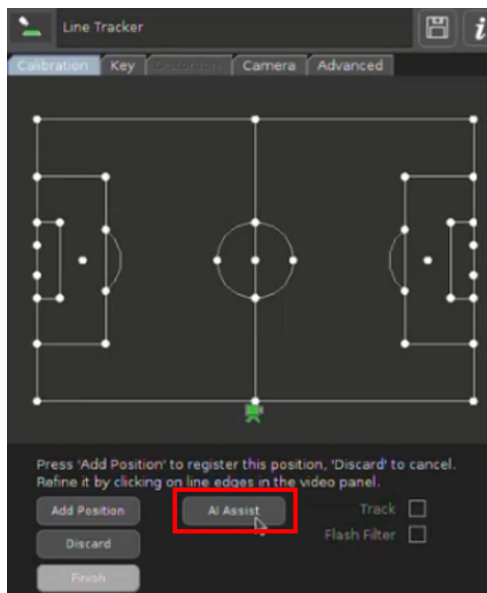 Line Tracker
Calibration Key Distortion Camera Advanced
Press 'Add Position' to register this position, 'Discard' to cancel.
Refine it by clicking on line edges in the video panel.
Add Position AI Assist Track
Discard Flash Filter
Finish